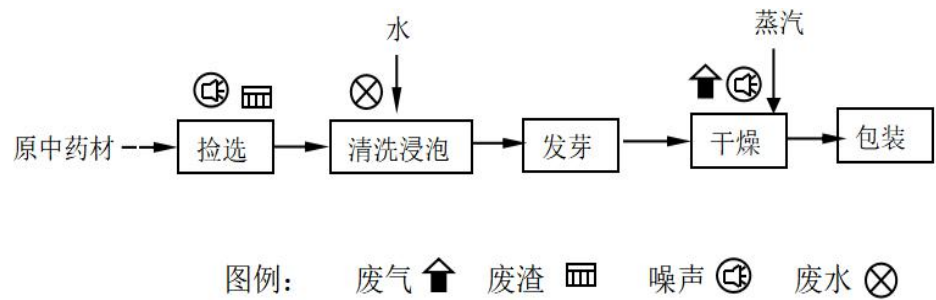 水
蒸汽
原中药材
捡选
清洗浸泡
发芽
干燥
包装
图例：
废气
废渣
噪声
废水